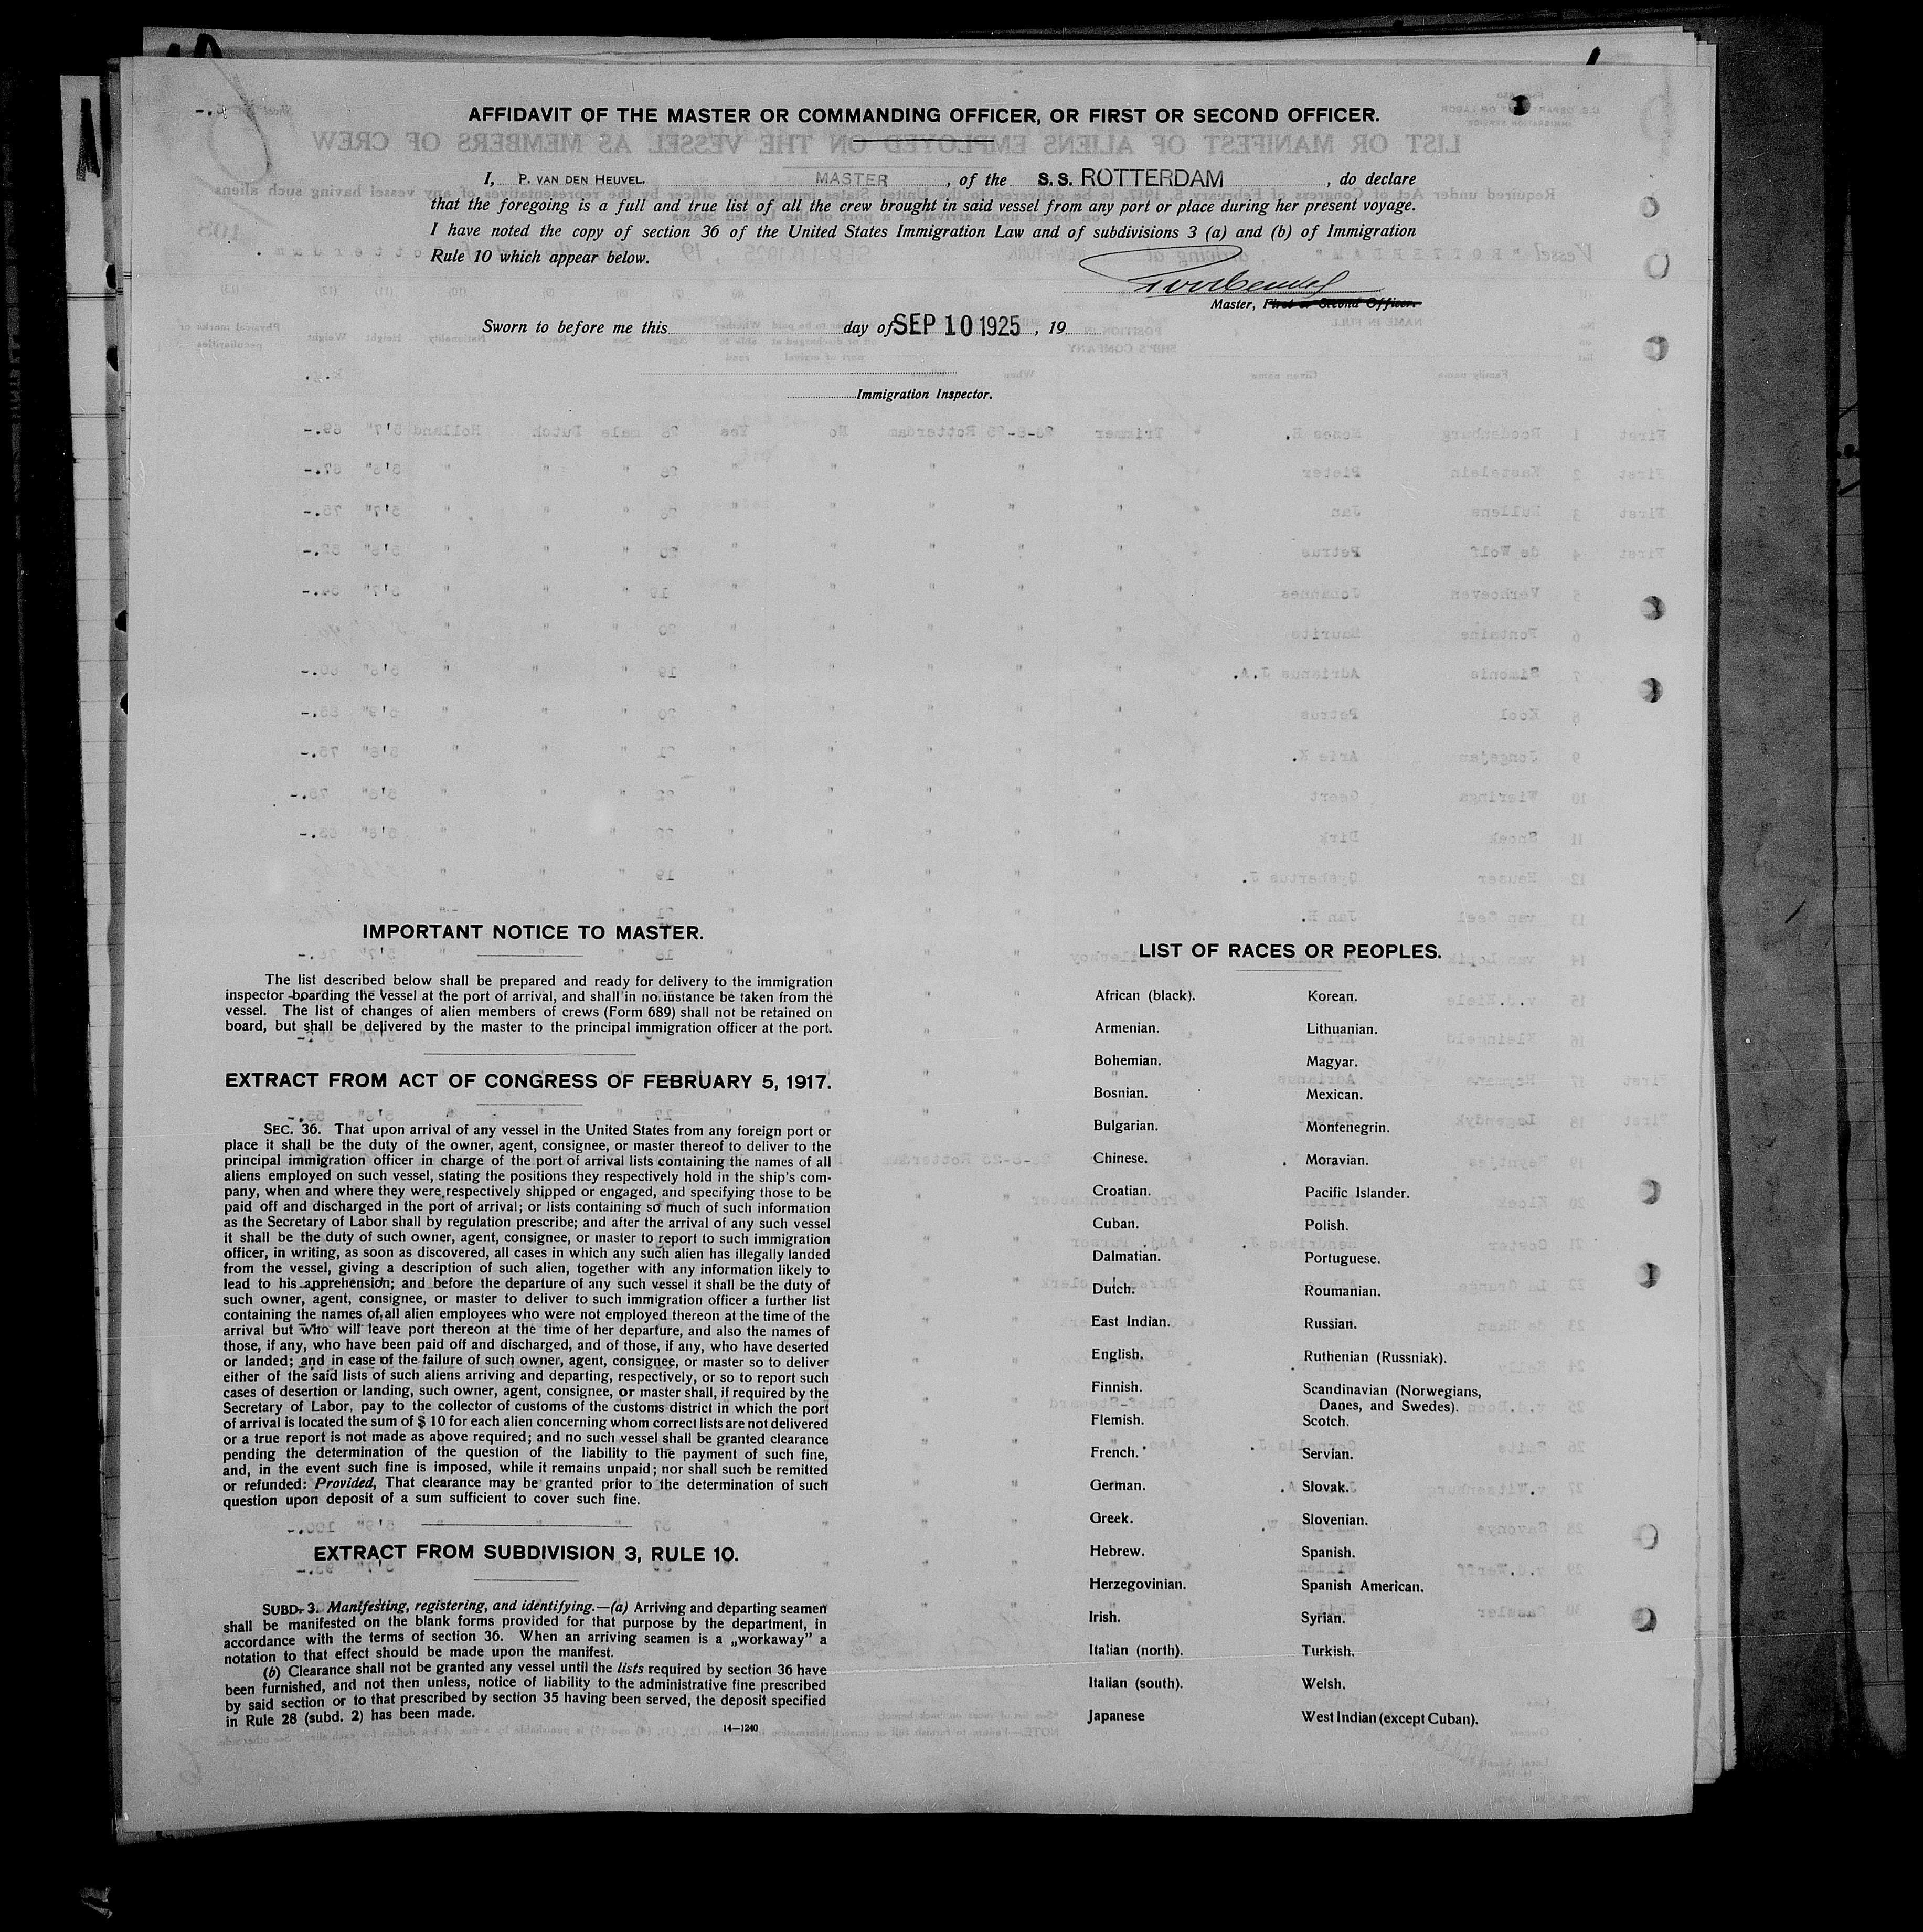 AFFIDAVIT OF THE MASTER OR COMMANDING OFFICER, OR FIRST OR SECOND OFFICER.
I, P. VAN DEN HEUVEL. MASTER, of the S.S. ROTTERDAM, do declare
that the foregoing is a full and true list of all the crew brought in said vessel from any port or place during her present voyage.
I have noted the copy of section 36 of the United States Immigration Law and of subdivisions 3 (a) and (b) of Immigration
Rule 10 which appear below.
Master, First or Second Officer.
Sworn to before me this day of SEP 10 1925, 19
Immigration Inspector.
IMPORTANT NOTICE TO MASTER.
The list described below shall be prepared and ready for delivery to the immigration
inspector boarding the vessel at the port of arrival, and shall in no instance be taken from the
vessel. The list of changes of alien members of crews (Form 689) shall not be retained on
board, but shall be delivered by the master to the principal immigration officer at the port.
EXTRACT FROM ACT OF CONGRESS OF FEBRUARY 5, 1917.
SEC. 36. That upon arrival of any vessel in the United States from any foreign port or
place it shall be the duty of the owner, agent, consignee, or master thereof to deliver to the
principal immigration officer in charge of the port of arrival lists containing the names of all
aliens employed on such vessel, stating the positions they respectively hold in the ship's com-
pany, when and where they were respectively shipped or engaged, and specifying those to be
paid off and discharged in the port of arrival; or lists containing so much of such information
as the Secretary of Labor shall by regulation prescribe; and after the arrival of any such vessel
it shall be the duty of such owner, agent, consignee, or master to report to such immigration
officer, in writing, as soon as discovered, all cases in which any such alien has illegally landed
from the vessel, giving a description of such alien, together with any information likely to
lead to his apprehension; and before the departure of any such vessel it shall be the duty of
such owner, agent, consignee, or master to deliver to such immigration officer a further list
containing the names of all alien employees who were not employed thereon at the time of the
arrival but who will leave port thereon at the time of her departure, and also the names of
those, if any, who have been paid off and discharged, and of those, if any, who have deserted
or landed; and in case of the failure of such owner, agent, consignee, or master so to deliver
either of the said lists of such aliens arriving and departing, respectively, or so to report such
cases of desertion or landing, such owner, agent, consignee, or master shall, if required by the
Secretary of Labor, pay to the collector of customs of the customs district in which the port
of arrival is located the sum of $ 10 for each alien concerning whom correct lists are not delivered
or a true report is not made as above required; and no such vessel shall be granted clearance
pending the determination of the question of the liability to the payment of such fine,
and, in the event such fine is imposed, while it remains unpaid; nor shall such be remitted
or refunded: Provided, That clearance may be granted prior to the determination of such
question upon deposit of a sum sufficient to cover such fine.
EXTRACT FROM SUBDIVISION 3, RULE 10.
SUBD. 3. Manifesting, registering, and identifying.—(a) Arriving and departing seamen
shall be manifested on the blank forms provided for that purpose by the department, in
accordance with the terms of section 36. When an arriving seamen is a „workaway” a
notation to that effect should be made upon the manifest.
(b) Clearance shall not be granted any vessel until the lists required by section 36 have
been furnished, and not then unless, notice of liability to the administrative fine prescribed
by said section or to that prescribed by section 35 having been served, the deposit specified
in Rule 28 (subd. 2) has been made.
14—1240
LIST OF RACES OR PEOPLES.
African (black).
Armenian.
Bohemian.
Bosnian.
Bulgarian.
Chinese.
Croatian.
Cuban.
Dalmatian.
Dutch.
East Indian.
English.
Finnish.
Flemish.
French.
German.
Greek.
Hebrew.
Herzegovinian.
Irish.
Italian (north).
Italian (south).
Japanese
Korean.
Lithuanian.
Magyar.
Mexican.
Montenegrin.
Moravian.
Pacific Islander.
Polish.
Portuguese.
Roumanian.
Russian.
Ruthenian (Russniak).
Scandinavian (Norwegians,
Danes, and Swedes).
Scotch.
Servian.
Slovak.
Slovenian.
Spanish.
Spanish American.
Syrian.
Turkish.
Welsh.
West Indian (except Cuban).